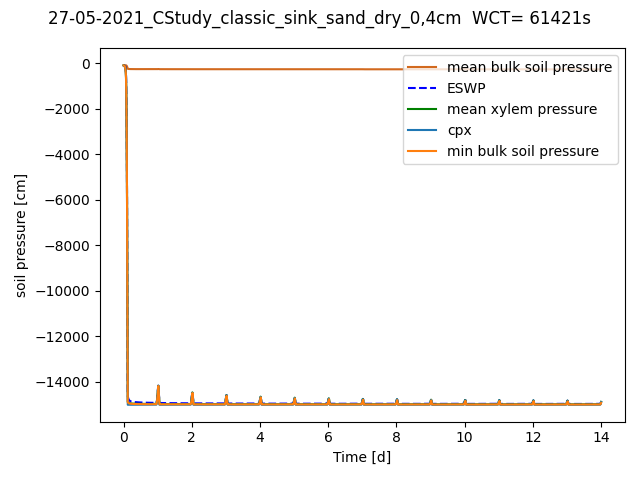 27-05-2021_CStudy_classic_sink_sand_dry_0,4cm  WCT= 61421s
mean bulk soil pressure
ESWP
mean xylem pressure
cpx
min bulk soil pressure
soil pressure [cm]
0
−2000
−4000
−6000
−8000
−10000
−12000
−14000
0 2 4 6 8 10 12 14
Time [d]